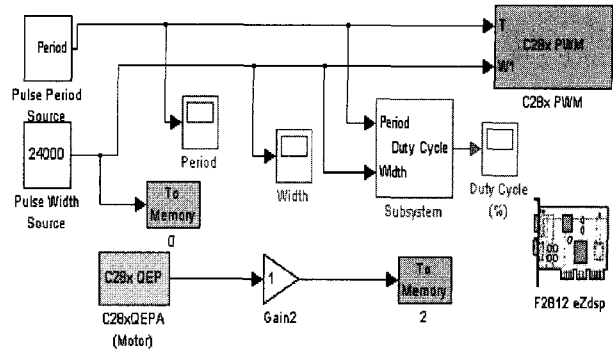 Period
Pulse Period
Source
24000
Pulse Width
Source
To
Memory
0
Period
Width
Period
Duty Cycle
Width
Subsystem
Duty Cycle
(%)
T
C28x PWM
W1
C28x PWM
C28x QEP
C28xQEPA
(Motor)
1
Gain2
To
Memory
2
F2812 eZdsp